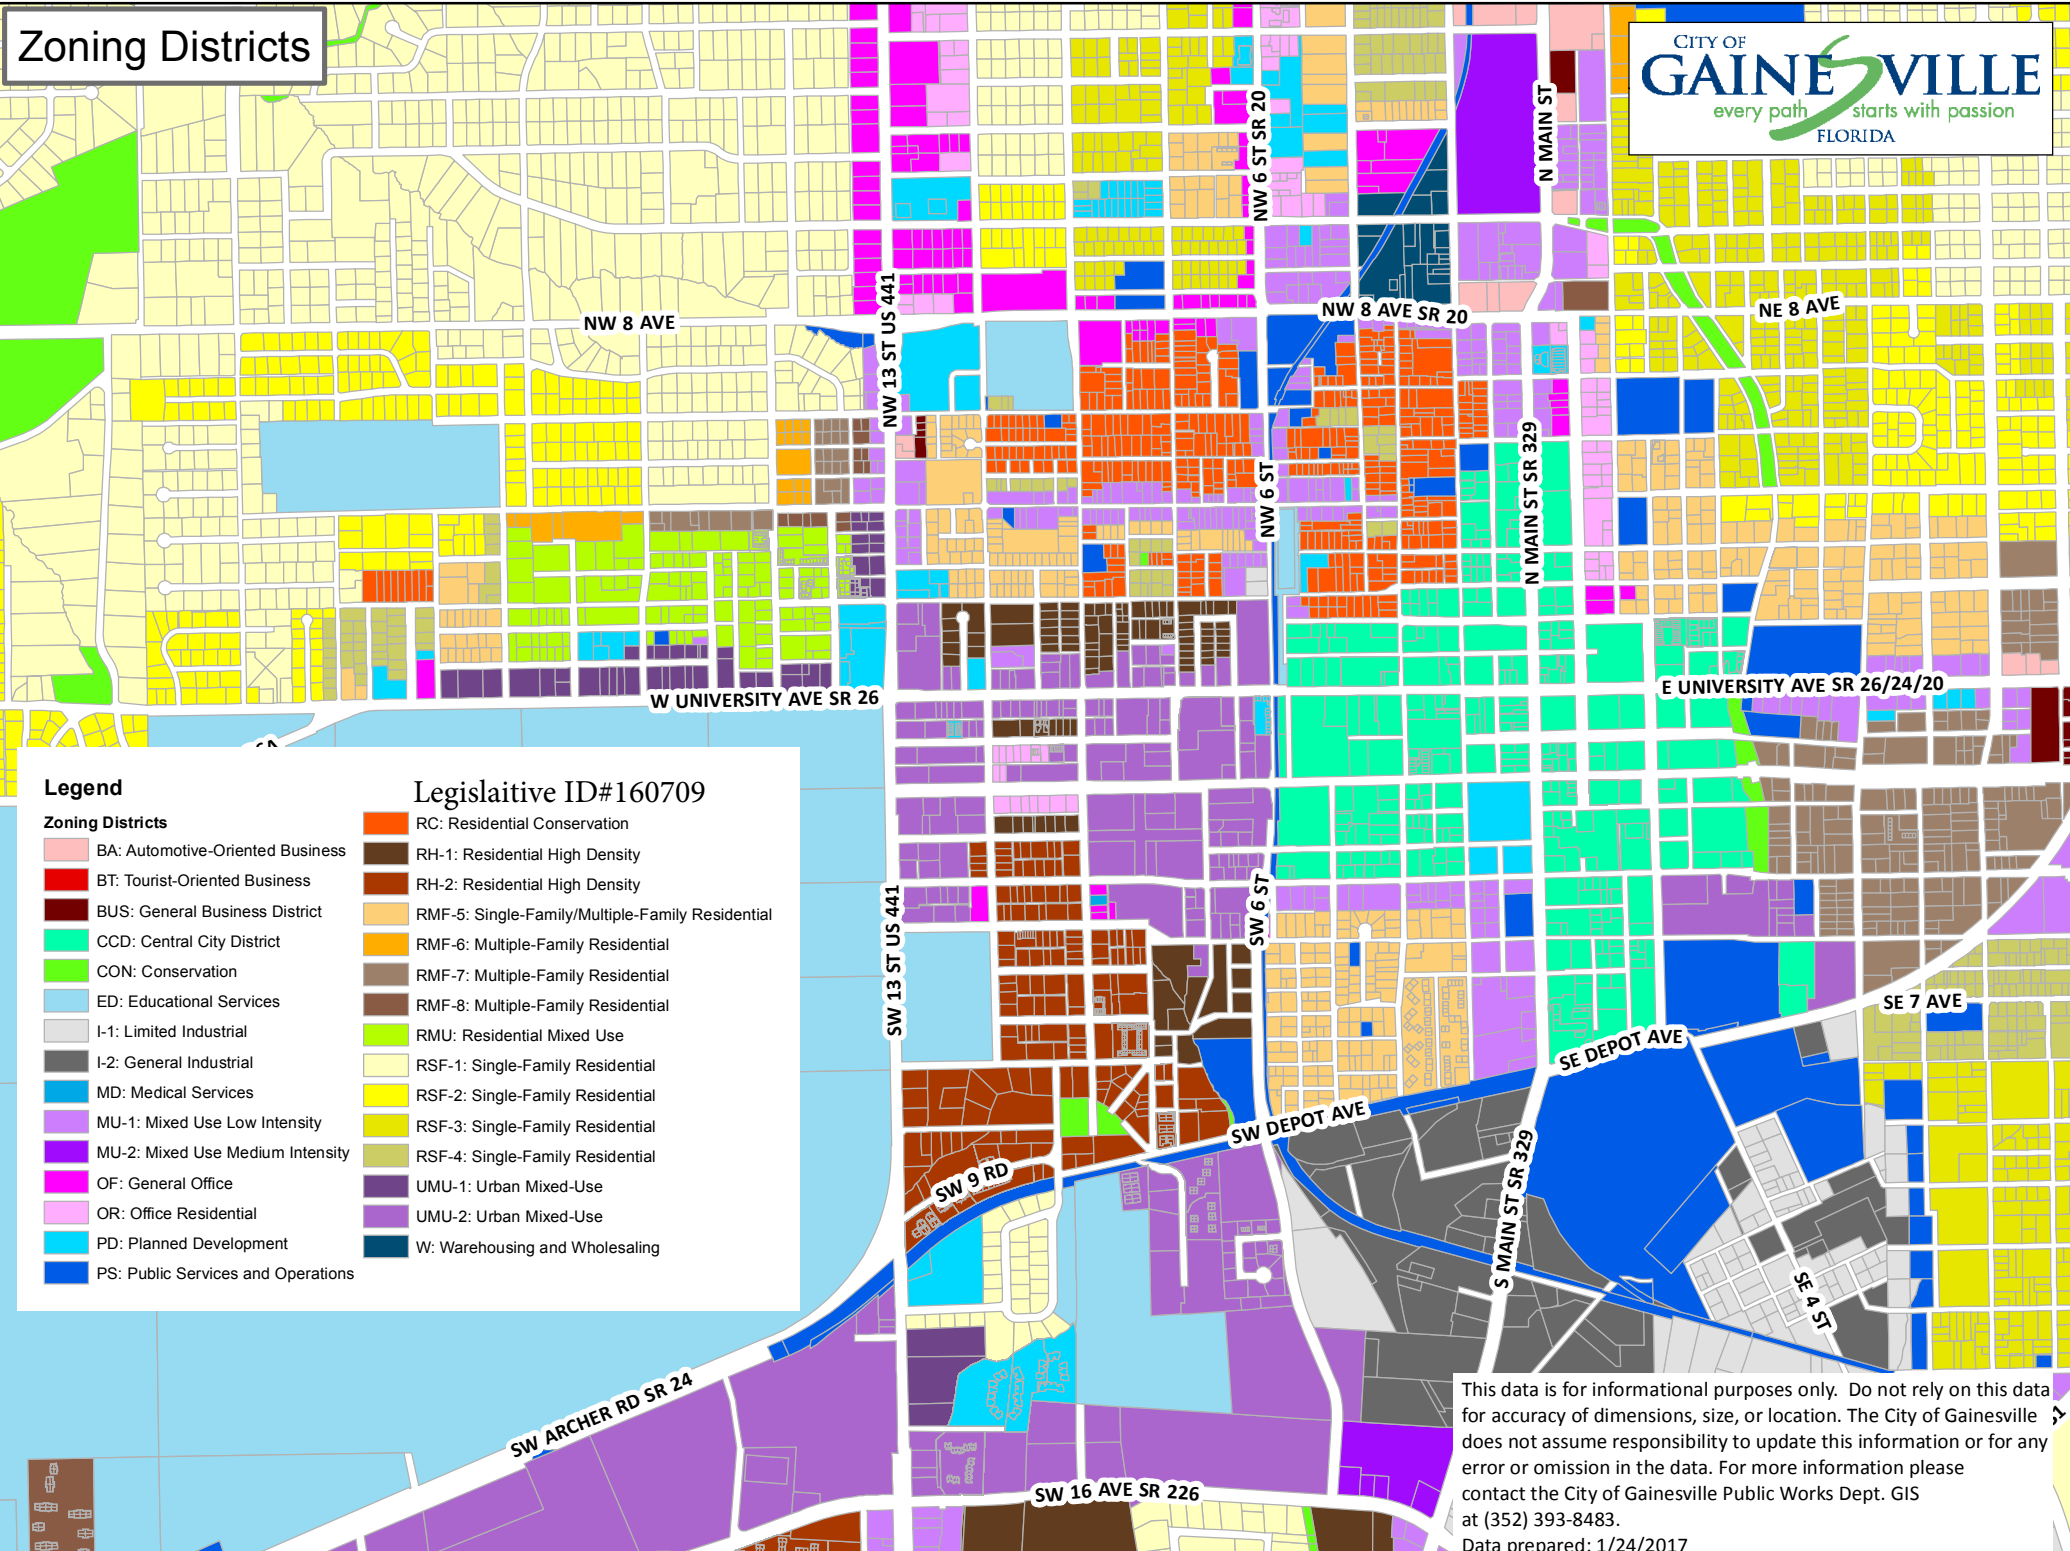 Zoning Districts
CITY OF
GAINESVILLE
every path starts with passion
FLORIDA
N MAIN ST
NW 6 ST SR 20
NW 13 ST US 441
NW 8 AVE
NW 8 AVE SR 20
NE 8 AVE
NW 6 ST
N MAIN ST SR 329
W UNIVERSITY AVE SR 26
E UNIVERSITY AVE SR 26/24/20
SW 13 ST US 441
SW 6 ST
SE 7 AVE
SE DEPOT AVE
SW DEPOT AVE
SW 9 RD
S MAIN ST SR 329
SE 4 ST
SW ARCHER RD SR 24
SW 16 AVE SR 226
Legend
Legislaitive ID#160709
Zoning Districts
BA: Automotive-Oriented Business
BT: Tourist-Oriented Business
BUS: General Business District
CCD: Central City District
CON: Conservation
ED: Educational Services
I-1: Limited Industrial
I-2: General Industrial
MD: Medical Services
MU-1: Mixed Use Low Intensity
MU-2: Mixed Use Medium Intensity
OF: General Office
OR: Office Residential
PD: Planned Development
PS: Public Services and Operations
RC: Residential Conservation
RH-1: Residential High Density
RH-2: Residential High Density
RMF-5: Single-Family/Multiple-Family Residential
RMF-6: Multiple-Family Residential
RMF-7: Multiple-Family Residential
RMF-8: Multiple-Family Residential
RMU: Residential Mixed Use
RSF-1: Single-Family Residential
RSF-2: Single-Family Residential
RSF-3: Single-Family Residential
RSF-4: Single-Family Residential
UMU-1: Urban Mixed-Use
UMU-2: Urban Mixed-Use
W: Warehousing and Wholesaling
This data is for informational purposes only. Do not rely on this data
for accuracy of dimensions, size, or location. The City of Gainesville
does not assume responsibility to update this information or for any
error or omission in the data. For more information please
contact the City of Gainesville Public Works Dept. GIS
at (352) 393-8483.
Data prepared: 1/24/2017